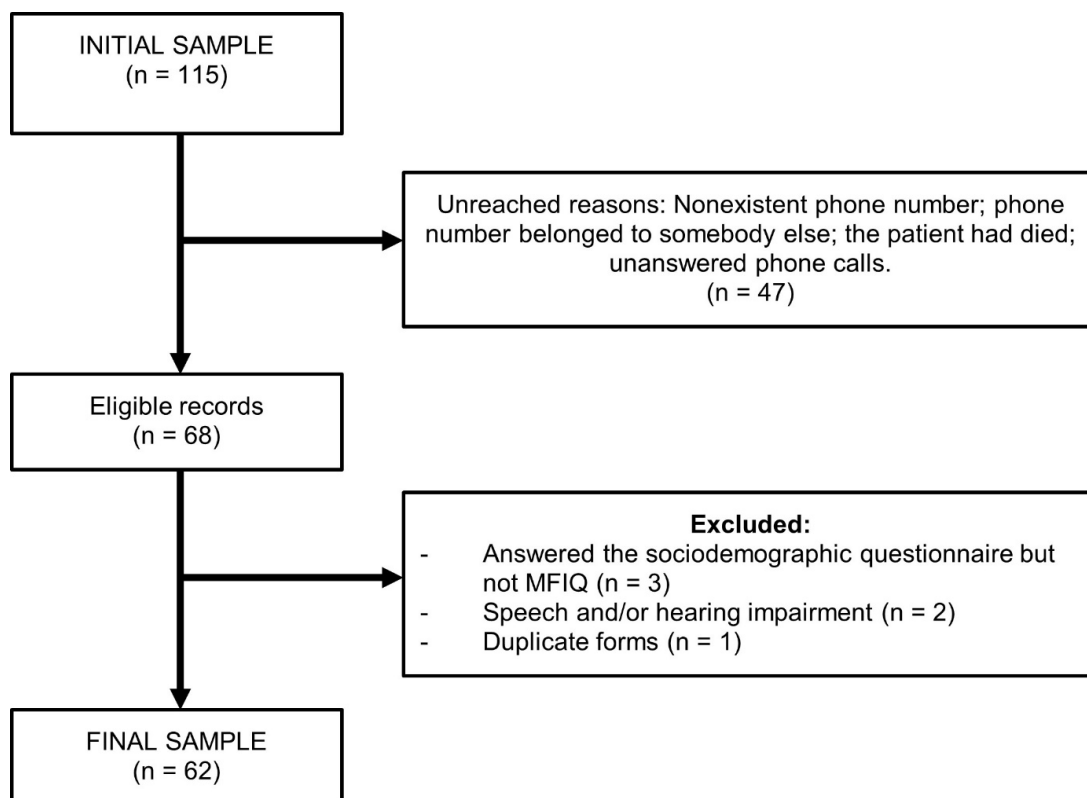 INITIAL SAMPLE
(n = 115)
Unreached reasons: Nonexistent phone number; phone
number belonged to somebody else; the patient had died;
unanswered phone calls.
(n = 47)
Eligible records
(n = 68)
Excluded:
- Answered the sociodemographic questionnaire but
not MFIQ (n = 3)
- Speech and/or hearing impairment (n = 2)
- Duplicate forms (n = 1)
FINAL SAMPLE
(n = 62)